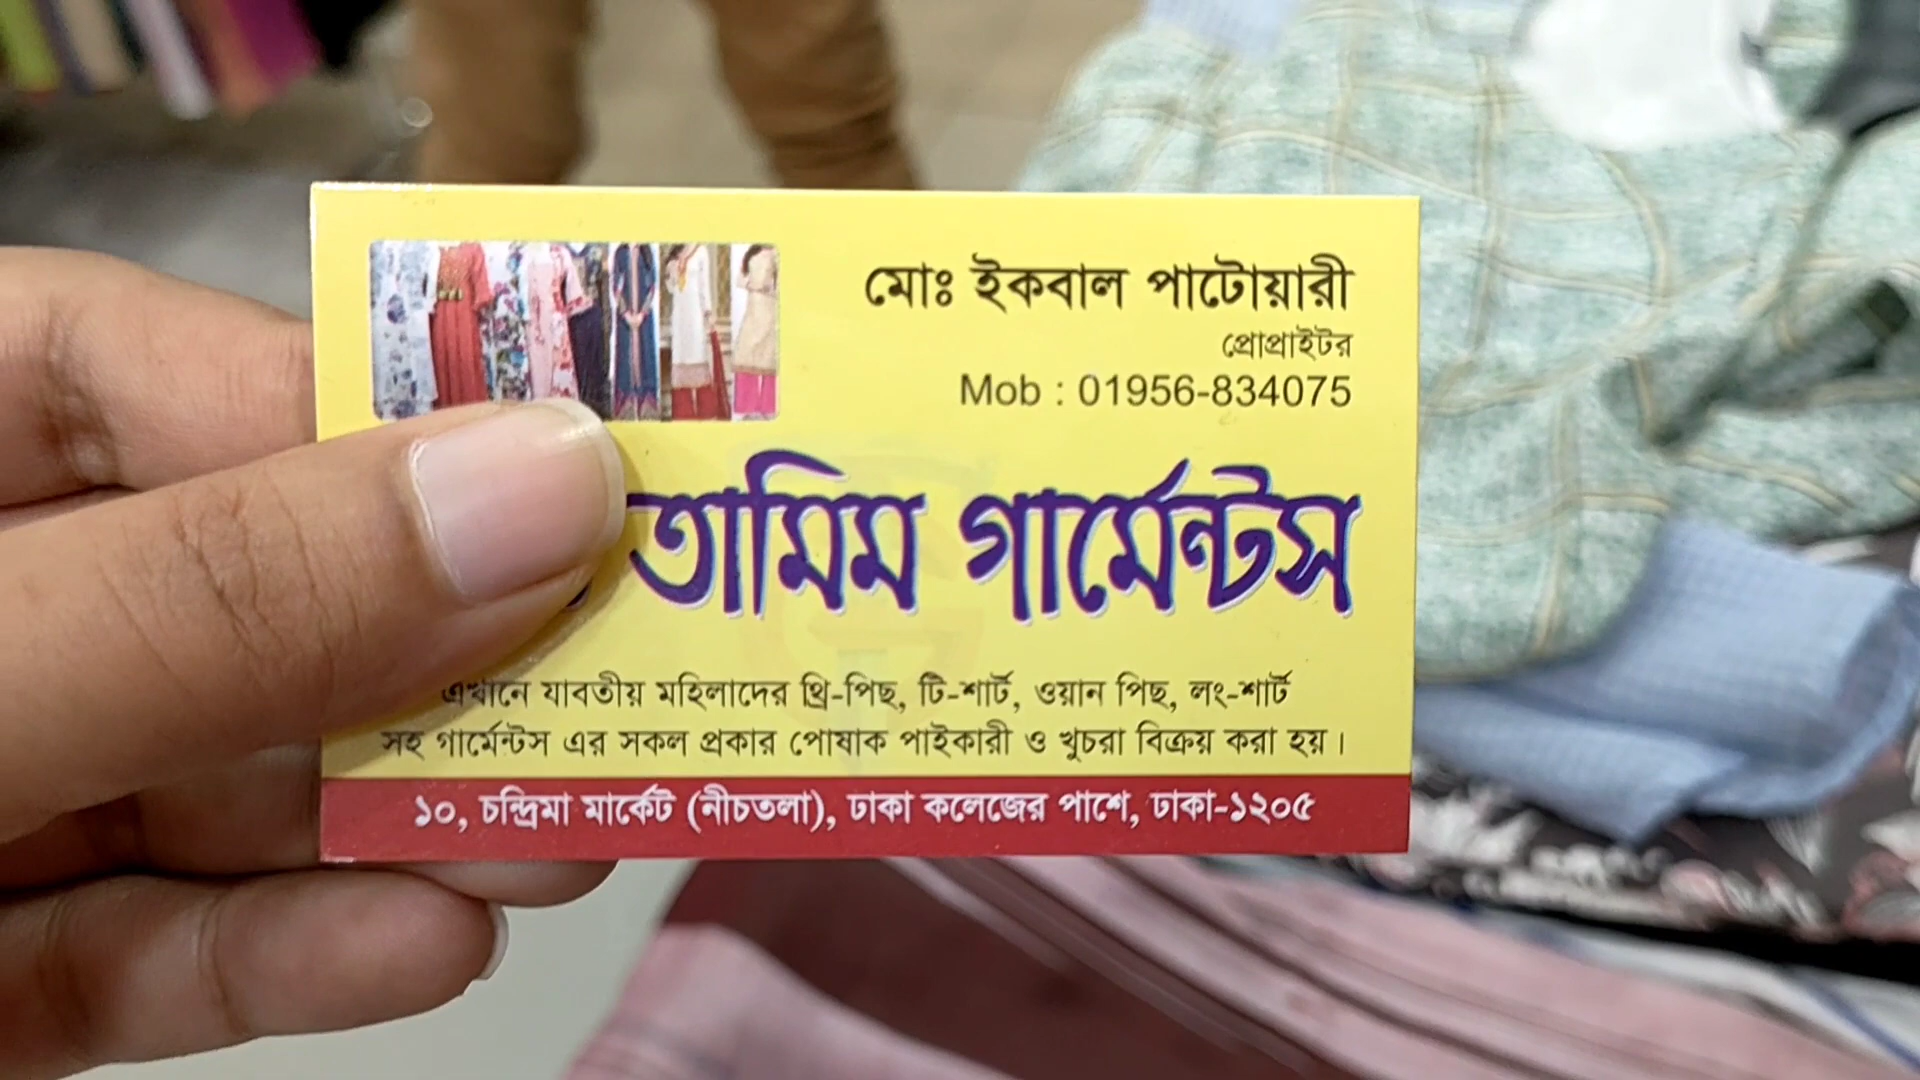 মোঃ ইকবাল পাটোয়ারী
প্রোপ্রাইটর
Mob : 01956-834075
তামিম গার্মেন্টস
এখানে যাবতীয় মহিলাদের থ্রি-পিছ, টি-শার্ট, ওয়ান পিছ, লং-শার্ট
সহ গার্মেন্টস এর সকল প্রকার পোষাক পাইকারী ও খুচরা বিক্রয় করা হয়।
১০, চন্দ্রিমা মার্কেট (নীচতলা), ঢাকা কলেজের পাশে, ঢাকা-১২০৫